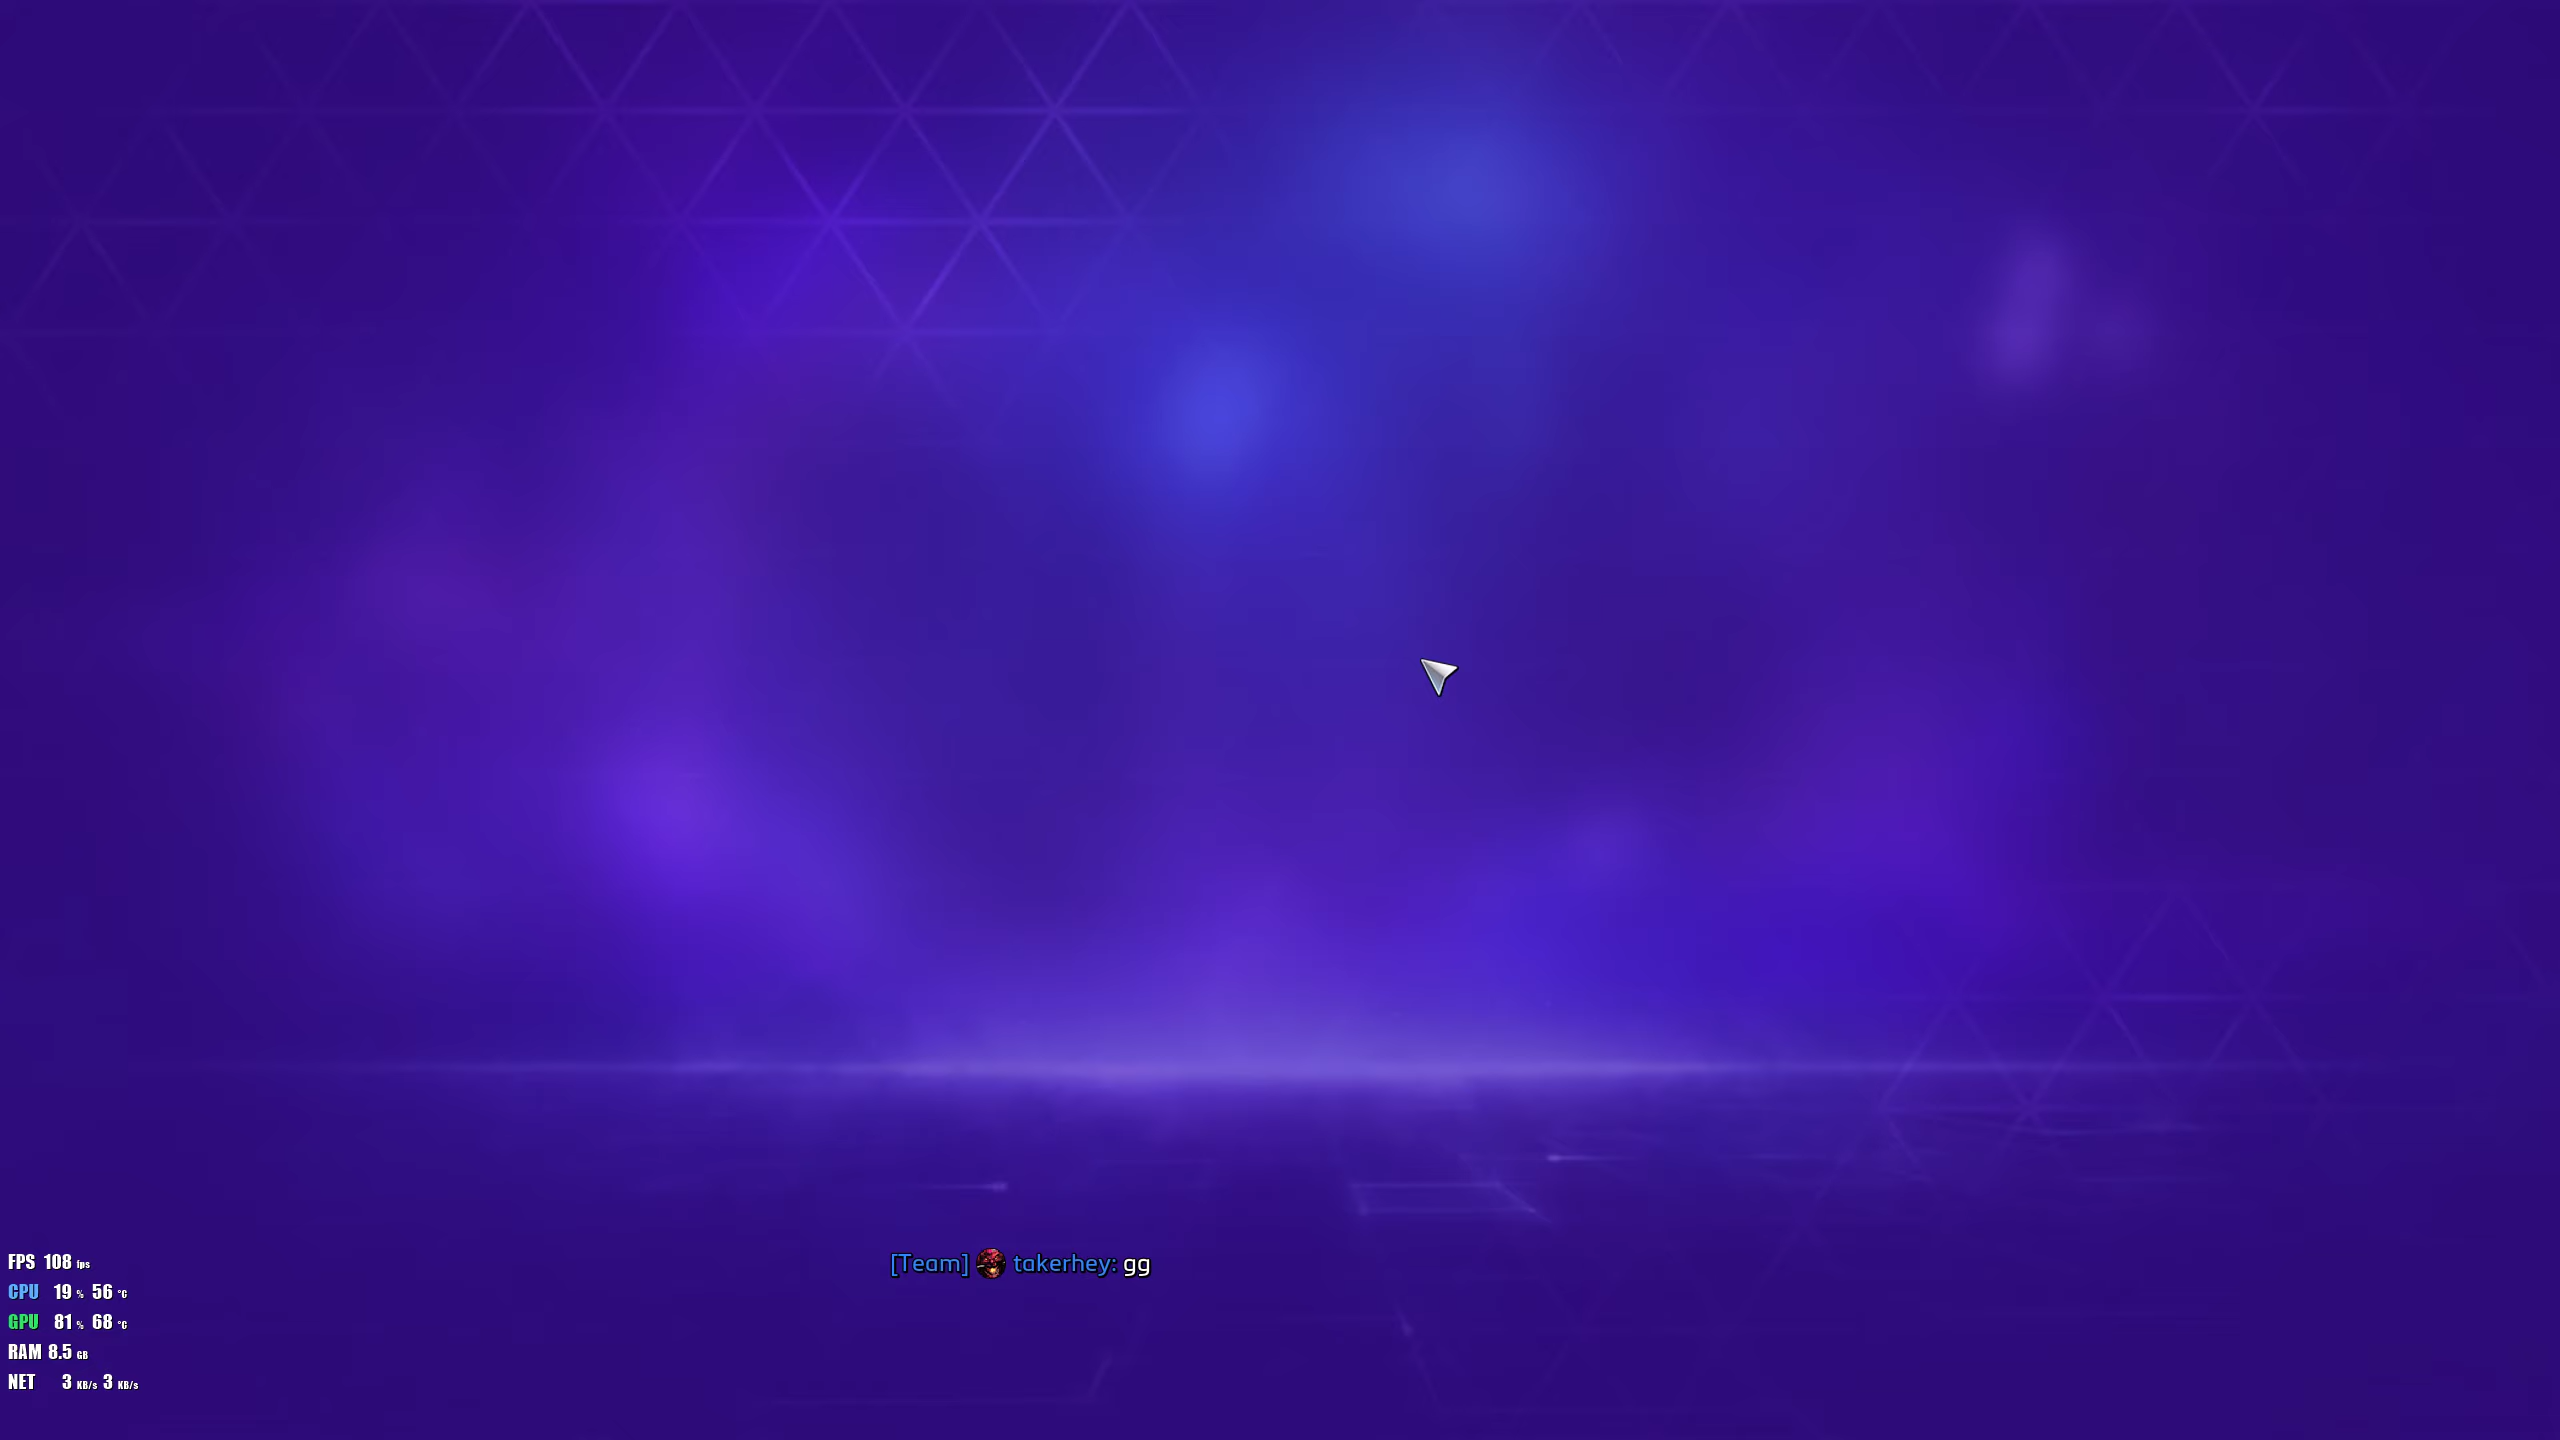 [Team] takerhey: gg
FPS 108 fps
CPU 19 % 56 °C
GPU 81 % 68 °C
RAM 8.5 GB
NET 3 KB/s 3 KB/s